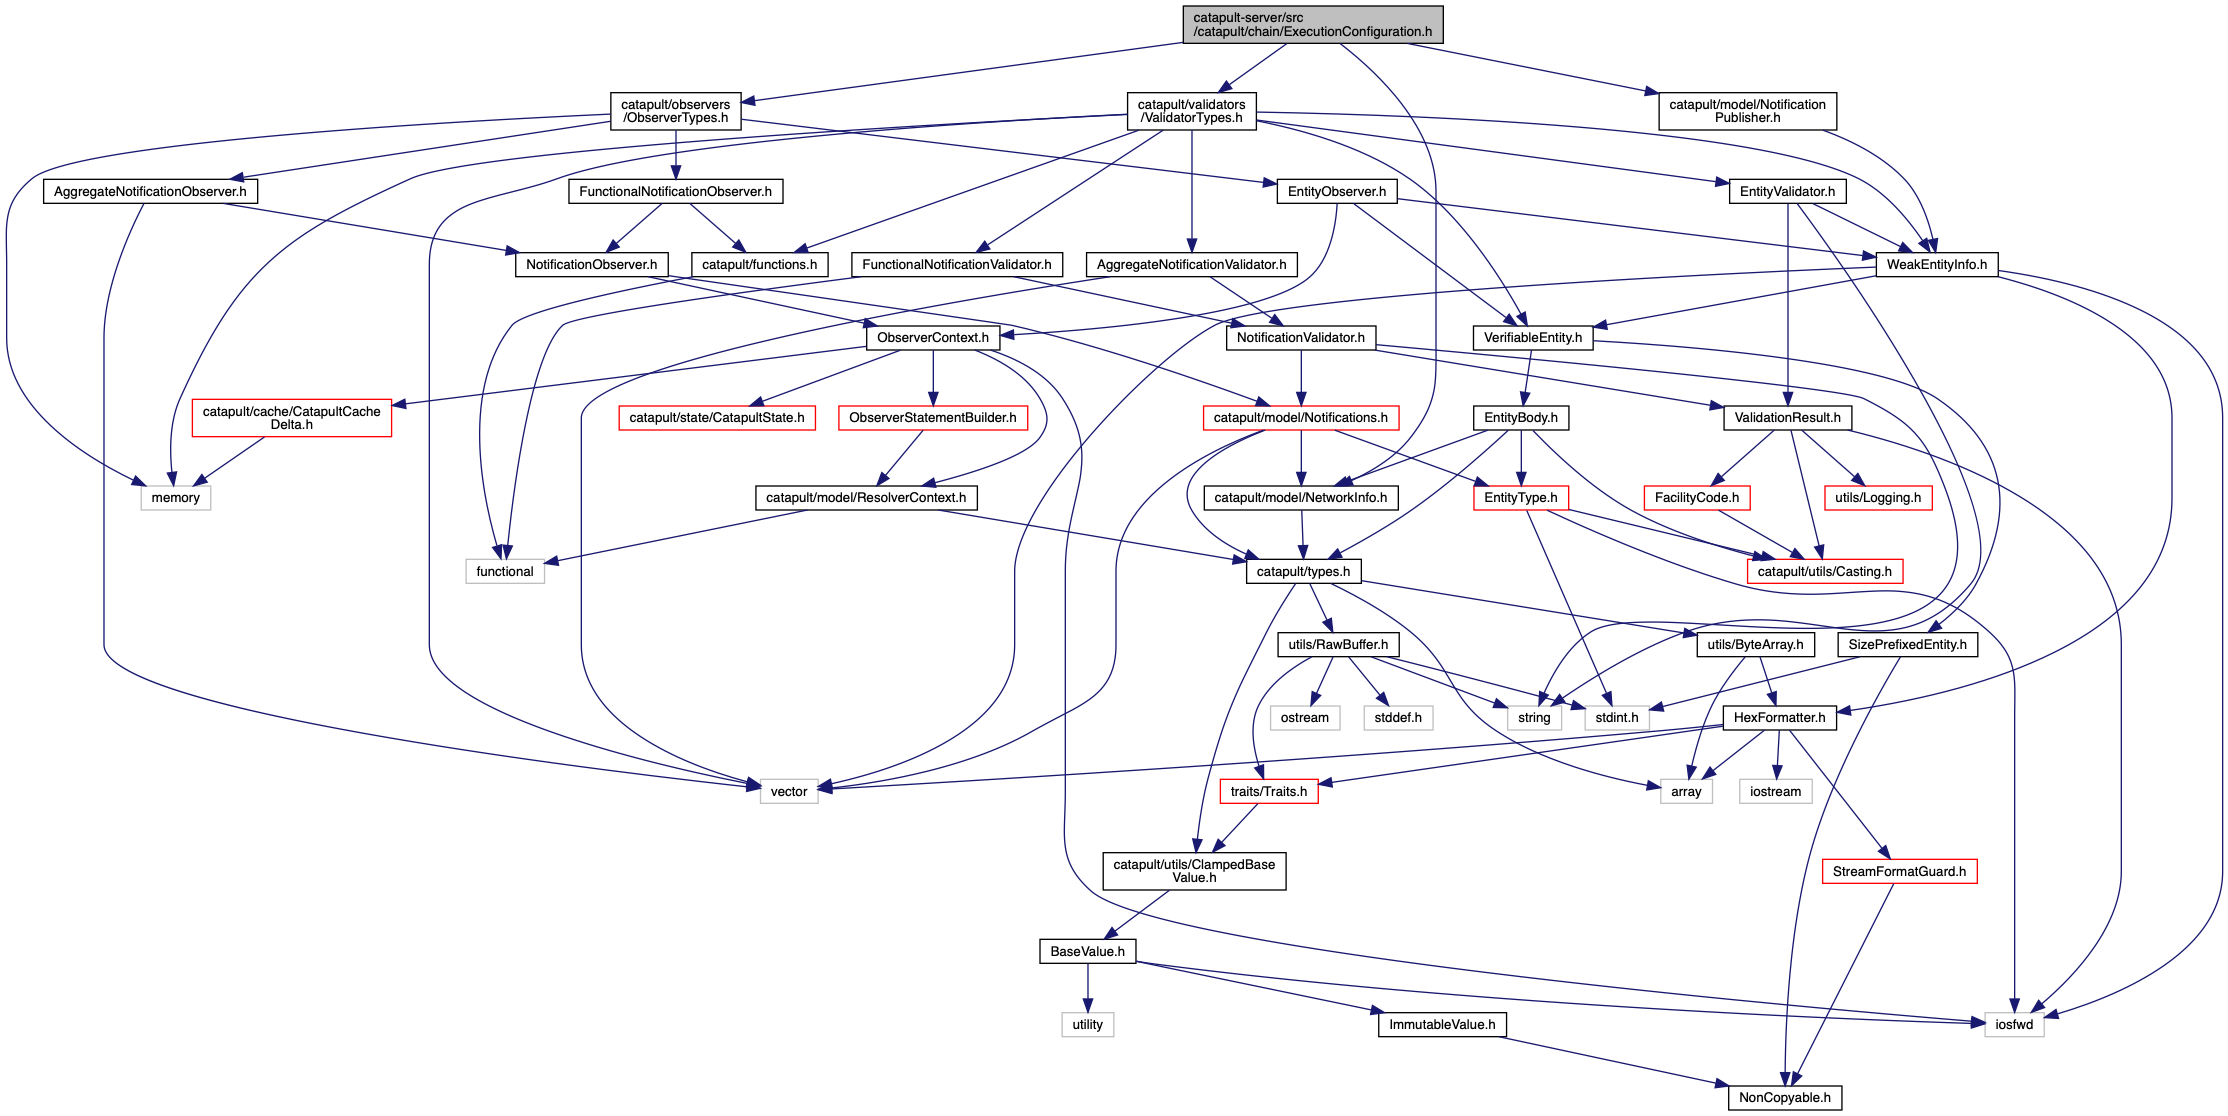 catapult-server/src
/catapult/chain/ExecutionConfiguration.h
catapult/observers
/ObserverTypes.h
catapult/validators
/ValidatorTypes.h
catapult/model/Notification
Publisher.h
AggregateNotificationObserver.h
FunctionalNotificationObserver.h
EntityObserver.h
EntityValidator.h
NotificationObserver.h
catapult/functions.h
FunctionalNotificationValidator.h
AggregateNotificationValidator.h
WeakEntityInfo.h
ObserverContext.h
NotificationValidator.h
VerifiableEntity.h
catapult/cache/CatapultCache
Delta.h
catapult/state/CatapultState.h
ObserverStatementBuilder.h
catapult/model/Notifications.h
EntityBody.h
ValidationResult.h
memory
catapult/model/ResolverContext.h
catapult/model/NetworkInfo.h
EntityType.h
FacilityCode.h
utils/Logging.h
functional
catapult/types.h
catapult/utils/Casting.h
utils/RawBuffer.h
utils/ByteArray.h
SizePrefixedEntity.h
ostream
stddef.h
string
stdint.h
HexFormatter.h
vector
traits/Traits.h
array
iostream
catapult/utils/ClampedBase
Value.h
StreamFormatGuard.h
BaseValue.h
utility
ImmutableValue.h
iosfwd
NonCopyable.h